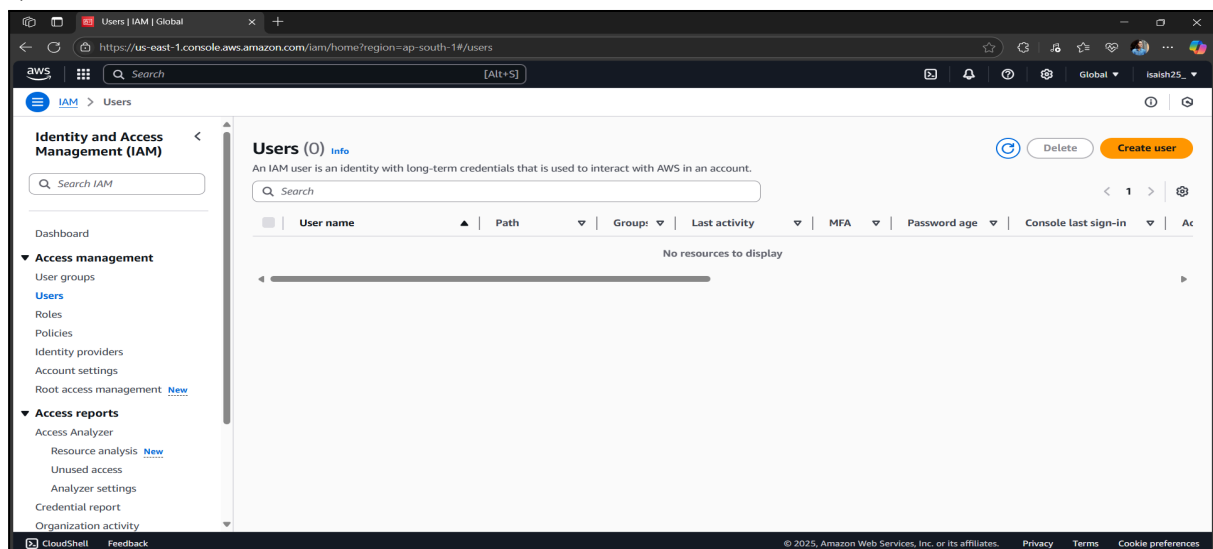 Users | IAM | Global
https://us-east-1.console.aws.amazon.com/iam/home?region=ap-south-1#/users
aws
Search [Alt+S]
Global
isaish25_
IAM > Users
Identity and Access
Management (IAM)
Search IAM
Dashboard
Access management
User groups
Users
Roles
Policies
Identity providers
Account settings
Root access management New
Access reports
Access Analyzer
Resource analysis New
Unused access
Analyzer settings
Credential report
Organization activity
Users (0) Info
Delete
Create user
An IAM user is an identity with long-term credentials that is used to interact with AWS in an account.
Search
1
User name Path Group: Last activity MFA Password age Console last sign-in Ac
No resources to display
CloudShell Feedback
© 2025, Amazon Web Services, Inc. or its affiliates. Privacy Terms Cookie preferences